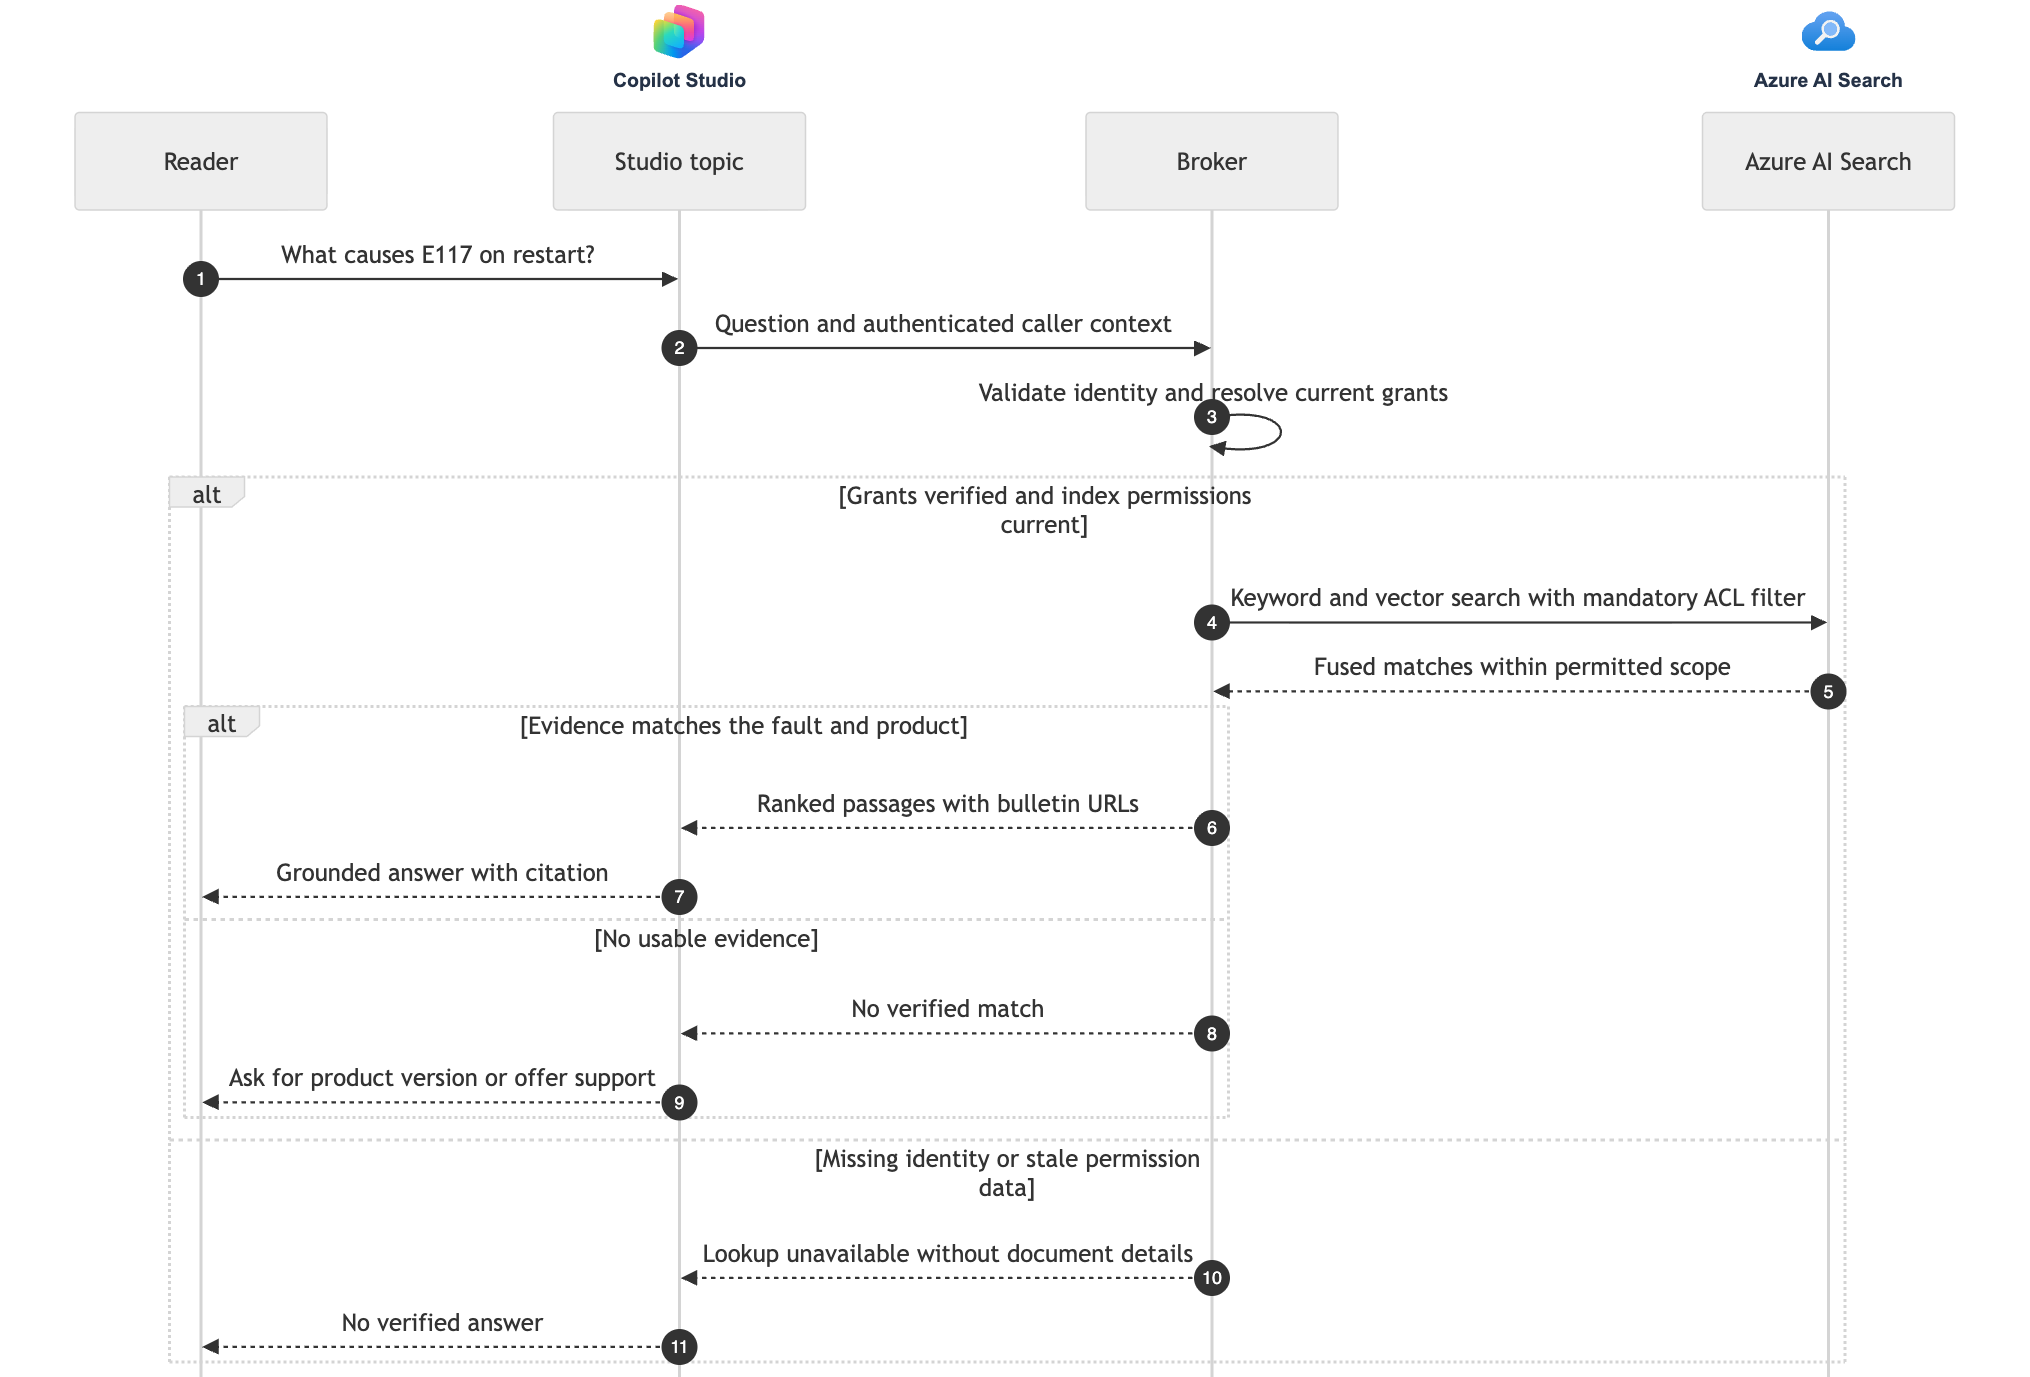 Copilot Studio
Azure AI Search
Reader
Studio topic
Broker
Azure AI Search
What causes E117 on restart?
1
Question and authenticated caller context
2
Validate identity and resolve current grants
3
alt
[Grants verified and index permissions
current]
Keyword and vector search with mandatory ACL filter
4
Fused matches within permitted scope
5
alt
[Evidence matches the fault and product]
Ranked passages with bulletin URLs
6
Grounded answer with citation
7
[No usable evidence]
No verified match
8
Ask for product version or offer support
9
[Missing identity or stale permission
data]
Lookup unavailable without document details
10
No verified answer
11